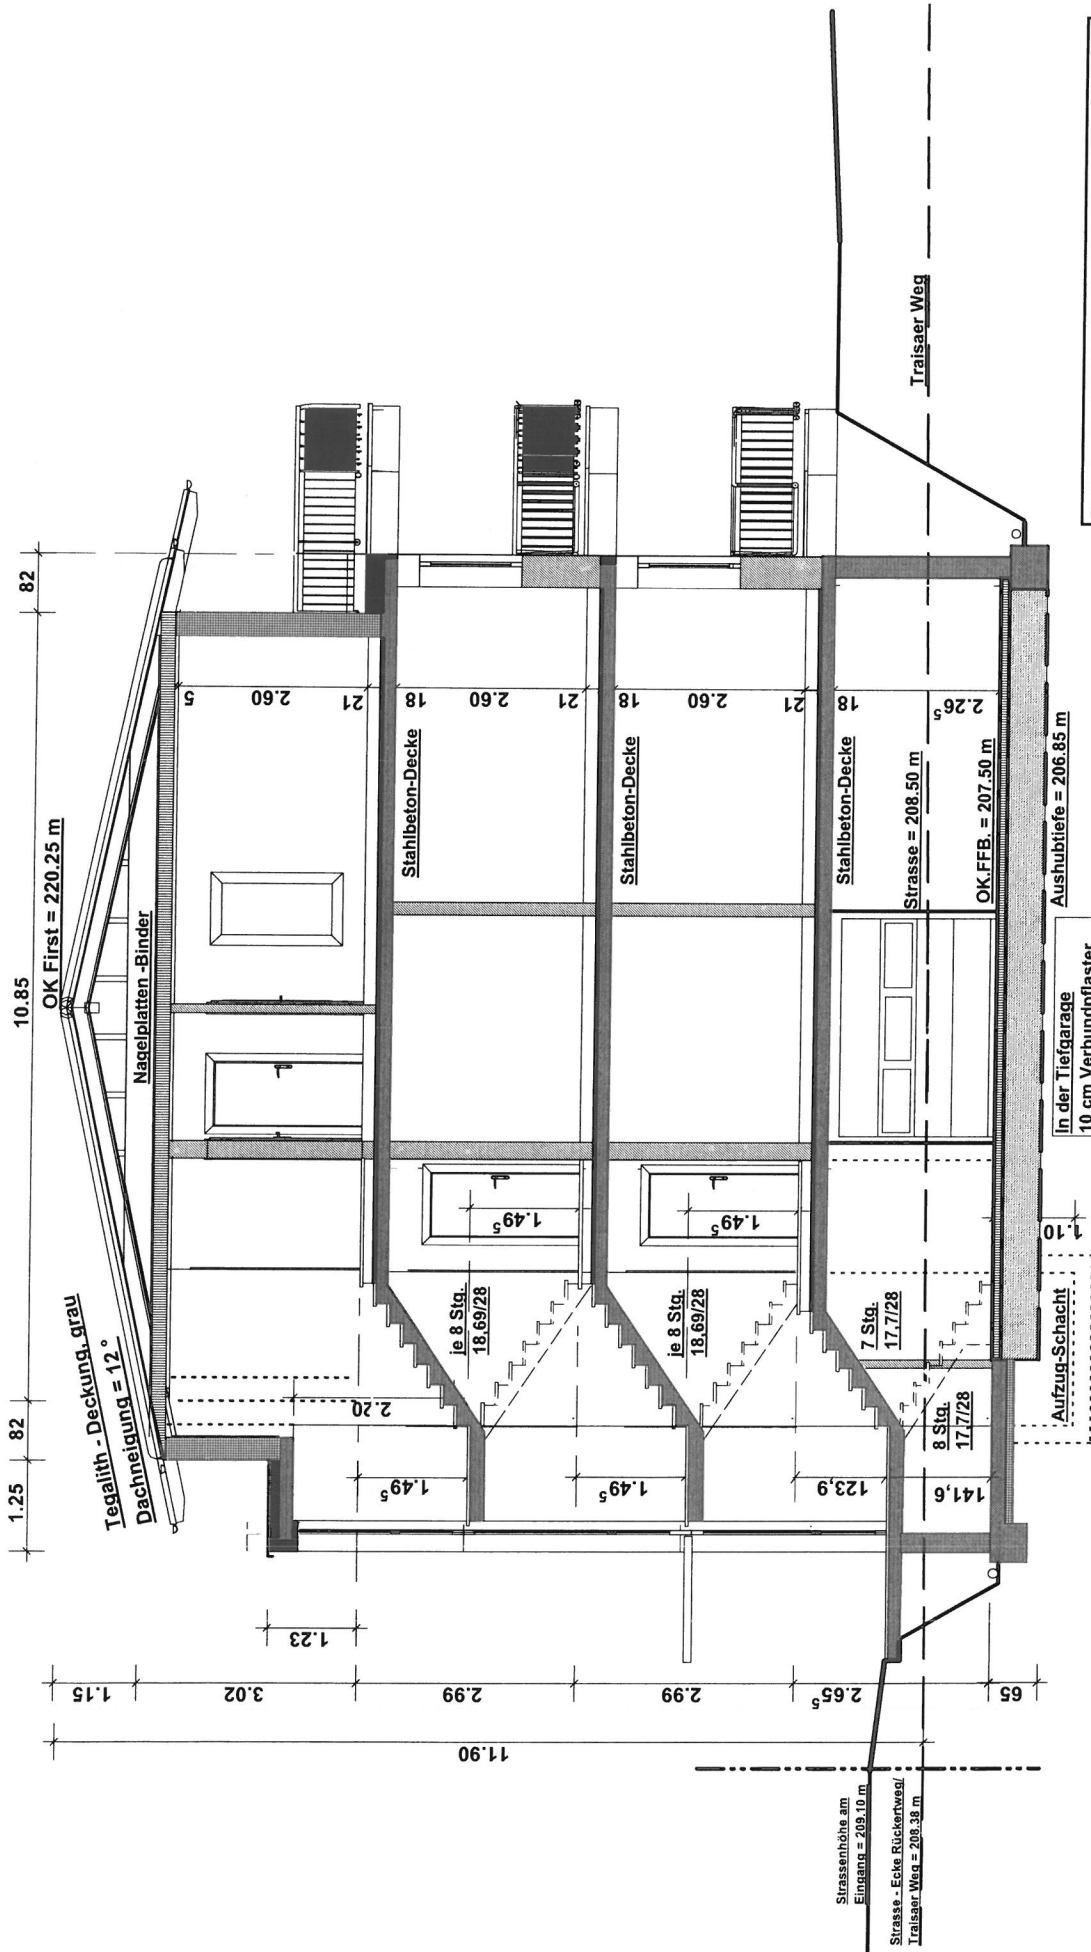 1.25
82
10.85
82
Tegalith - Deckung, grau
Dachneigung = 12 °
OK First = 220.25 m
Nagelplatten -Binder
5
2.60
21
18
2.60
21
18
2.60
21
18
2.26⁵
Stahlbeton-Decke
Stahlbeton-Decke
Stahlbeton-Decke
Strasse = 208.50 m
OK.FFB. = 207.50 m
Aushubtiefe = 206.85 m
Traisaer Weg
2.20
1.49⁵
1.49⁵
123,9
141,6
1.49⁵
1.49⁵
je 8 Stg.
18,69/28
je 8 Stg.
18,69/28
7 Stg.
17,7/28
8 Stg.
17,7/28
Aufzug-Schacht
1.10
In der Tiefgarage
10 cm Verbundpflaster
1.23
1.15
3.02
2.99
2.99
2.65⁵
65
11.90
Strassenhöhe am
Eingang = 209.10 m
Strasse - Ecke Rückertweg/
Traisaer Weg = 208.38 m